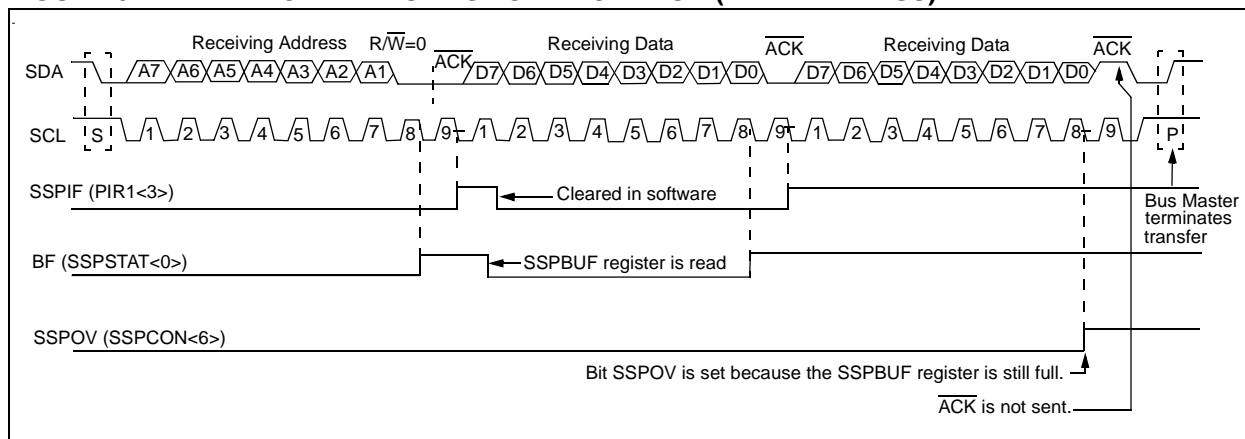 Receiving Address R/W=0 ACK Receiving Data ACK Receiving Data ACK
SDA A7 A6 A5 A4 A3 A2 A1 D7 D6 D5 D4 D3 D2 D1 D0 D7 D6 D5 D4 D3 D2 D1 D0
SCL S 1 2 3 4 5 6 7 8 9 1 2 3 4 5 6 7 8 9 1 2 3 4 5 6 7 8 9 P
SSPIF (PIR1<3>)
Cleared in software
Bus Master
terminates
transfer
BF (SSPSTAT<0>)
SSPBUF register is read
SSPOV (SSPCON<6>)
Bit SSPOV is set because the SSPBUF register is still full.
ACK is not sent.